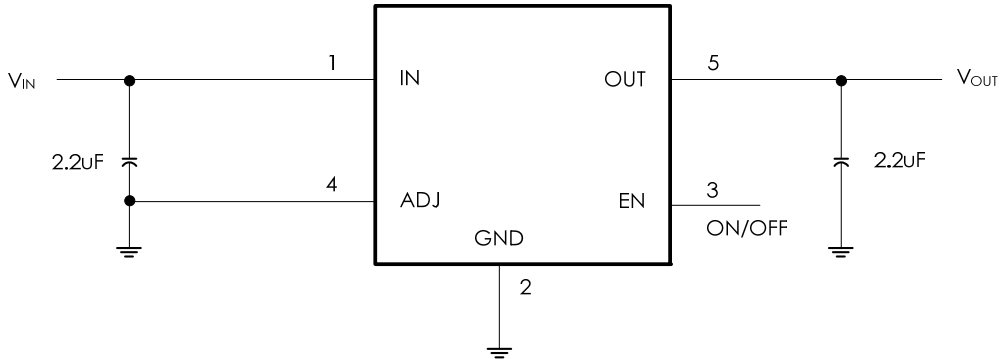 1
5
VIN
IN
OUT
VOUT
2.2uF
2.2uF
4
3
ADJ
EN
ON/OFF
GND
2